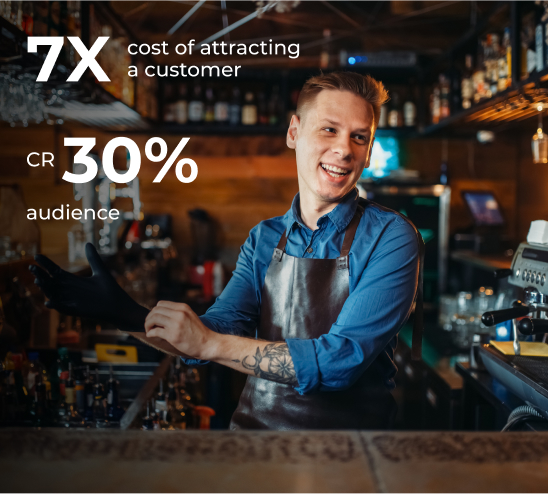 7X cost of attracting
a customer
CR 30%
audience